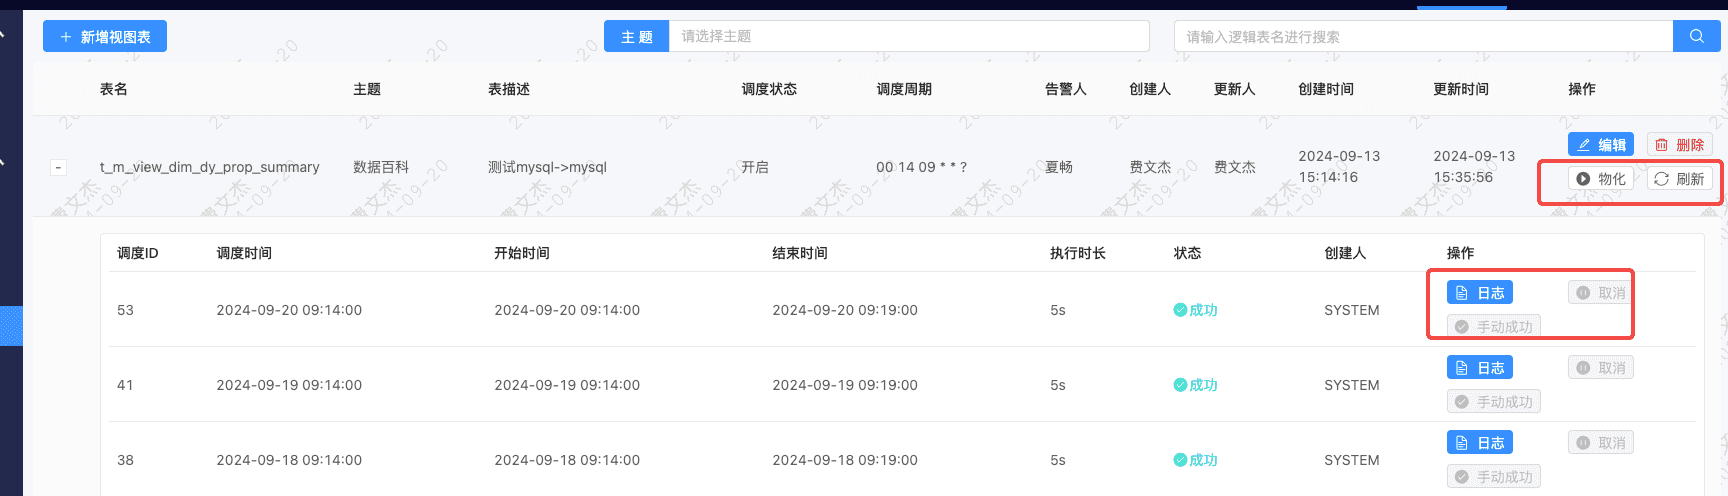 新增视图表 主 题 请选择主题 请输入逻辑表名进行搜索
表名 主题 表描述 调度状态 调度周期 告警人 创建人 更新人 创建时间 更新时间 操作
- t_m_view_dim_dy_prop_summary 数据百科 测试mysql->mysql 开启 00 14 09 * * ? 夏畅 费文杰 费文杰 2024-09-13 15:14:16 2024-09-13 15:35:56 编辑 删除
物化 刷新
调度ID 调度时间 开始时间 结束时间 执行时长 状态 创建人 操作
53 2024-09-20 09:14:00 2024-09-20 09:14:00 2024-09-20 09:19:00 5s 成功 SYSTEM 日志 取消
手动成功
41 2024-09-19 09:14:00 2024-09-19 09:14:00 2024-09-19 09:19:00 5s 成功 SYSTEM 日志 取消
手动成功
38 2024-09-18 09:14:00 2024-09-18 09:14:00 2024-09-18 09:19:00 5s 成功 SYSTEM 日志 取消
手动成功